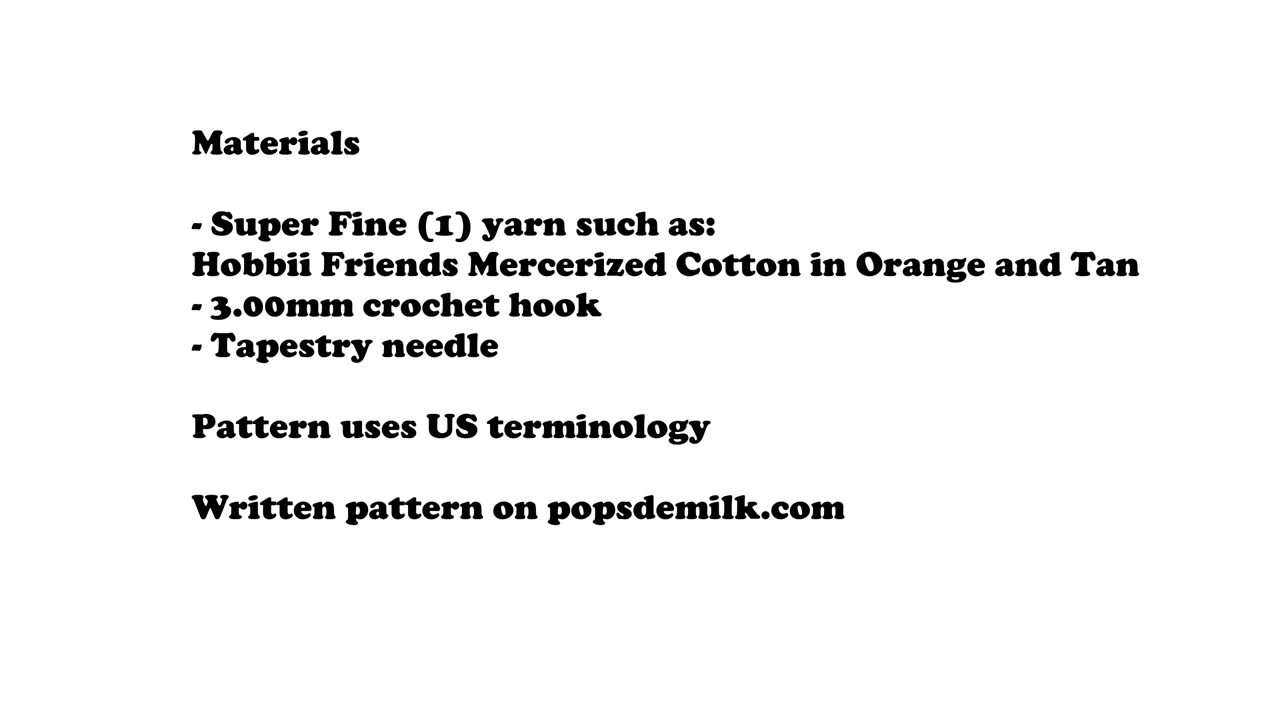 Materials
- Super Fine (1) yarn such as:
Hobbii Friends Mercerized Cotton in Orange and Tan
- 3.00mm crochet hook
- Tapestry needle
Pattern uses US terminology
Written pattern on popsdemilk.com